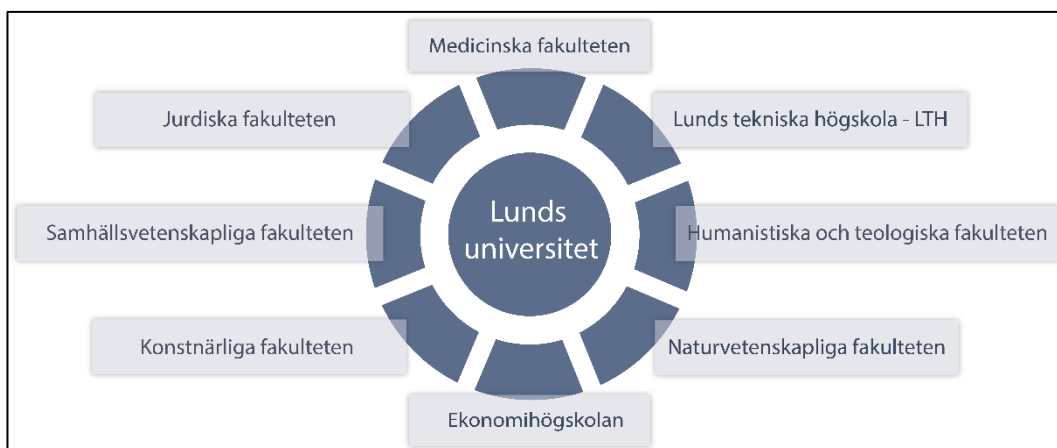 Medicinska fakulteten
Jurdiska fakulteten
Lunds tekniska högskola - LTH
Lunds
universitet
Samhällsvetenskapliga fakulteten
Humanistiska och teologiska fakulteten
Konstnärliga fakulteten
Naturvetenskapliga fakulteten
Ekonomihögskolan